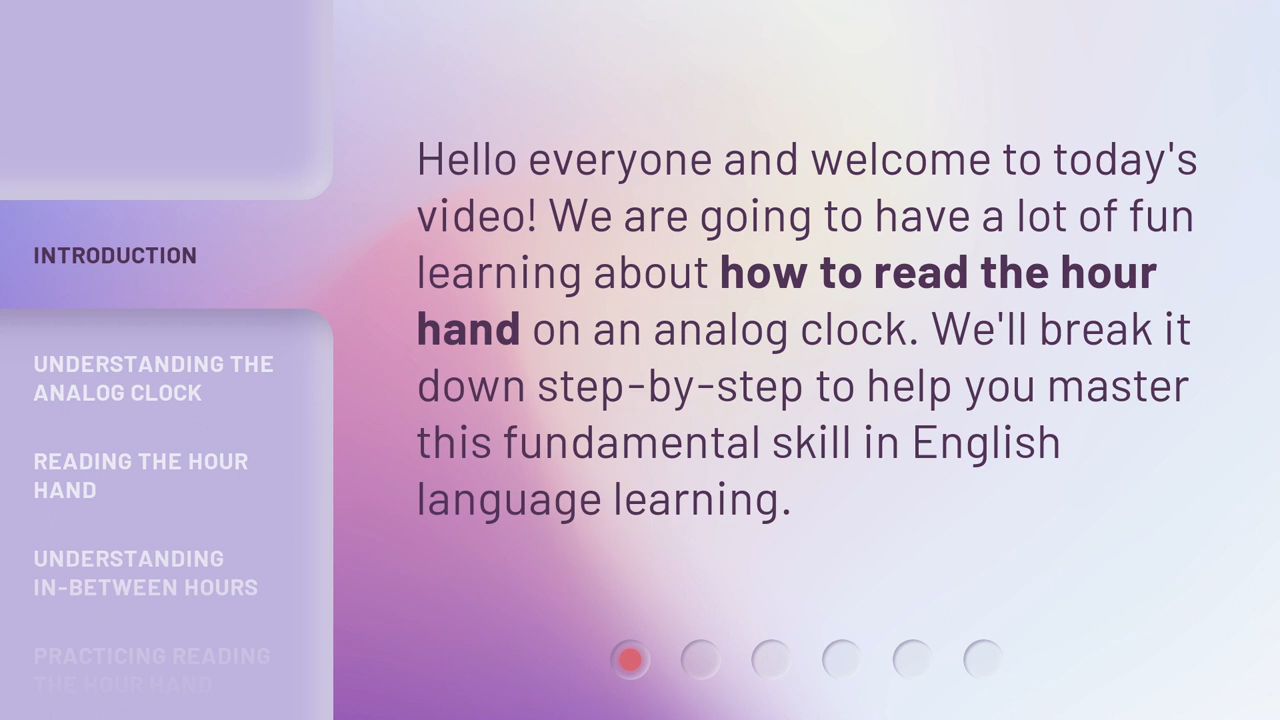 INTRODUCTION
UNDERSTANDING THE
ANALOG CLOCK
READING THE HOUR
HAND
UNDERSTANDING
IN-BETWEEN HOURS
PRACTICING READING
THE HOUR HAND
Hello everyone and welcome to today's
video! We are going to have a lot of fun
learning about how to read the hour
hand on an analog clock. We'll break it
down step-by-step to help you master
this fundamental skill in English
language learning.